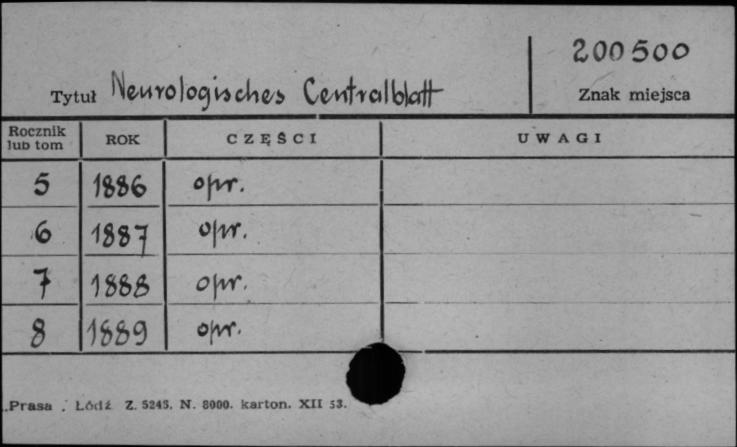 200500
Tytuł Neurologisches Centralblatt
Znak miejsca
Rocznik lub tom ROK CZĘŚCI UWAGI
5 1886 opr.
6 1887 opr.
7 1888 opr.
8 1889 opr.
„Prasa". Łódź Z. 5243. N. 8000. karton. XII 53.